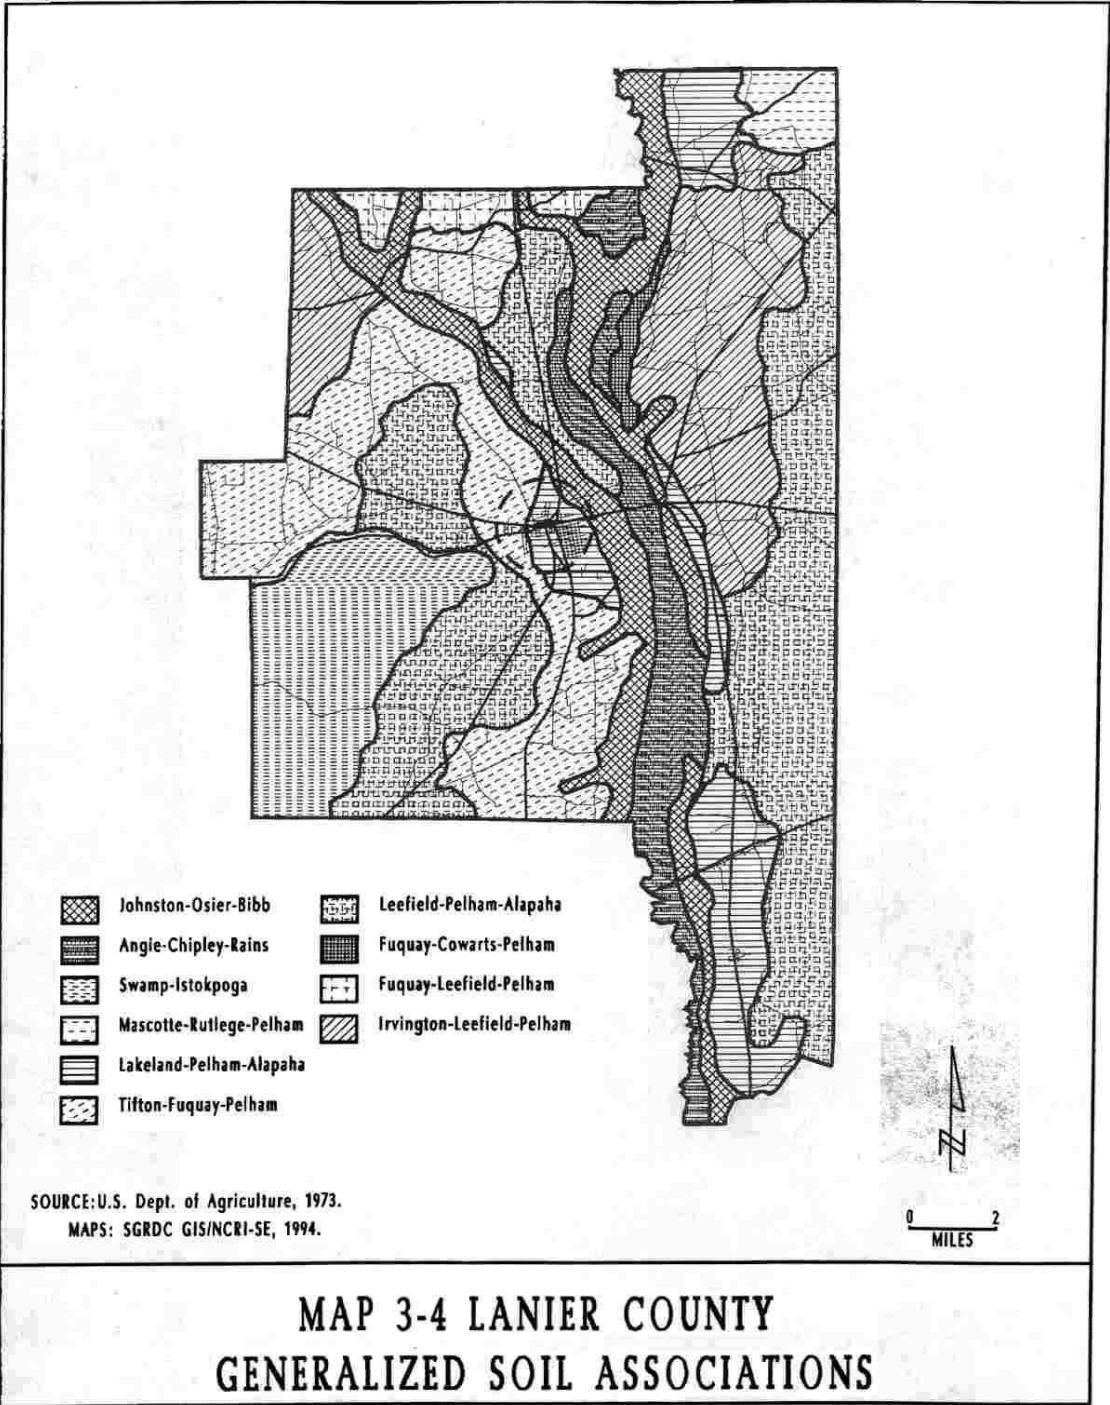 Johnston-Osier-Bibb
Angie-Chipley-Rains
Swamp-Istokpoga
Mascotte-Rutlege-Pelham
Lakeland-Pelham-Alapaha
Tifton-Fuquay-Pelham
Leefield-Pelham-Alapaha
Fuquay-Cowarts-Pelham
Fuquay-Leefield-Pelham
Irvington-Leefield-Pelham
N
SOURCE:U.S. Dept. of Agriculture, 1973.
MAPS: SGRDC GIS/NCRI-SE, 1994.
0 2
MILES
MAP 3-4 LANIER COUNTY
GENERALIZED SOIL ASSOCIATIONS